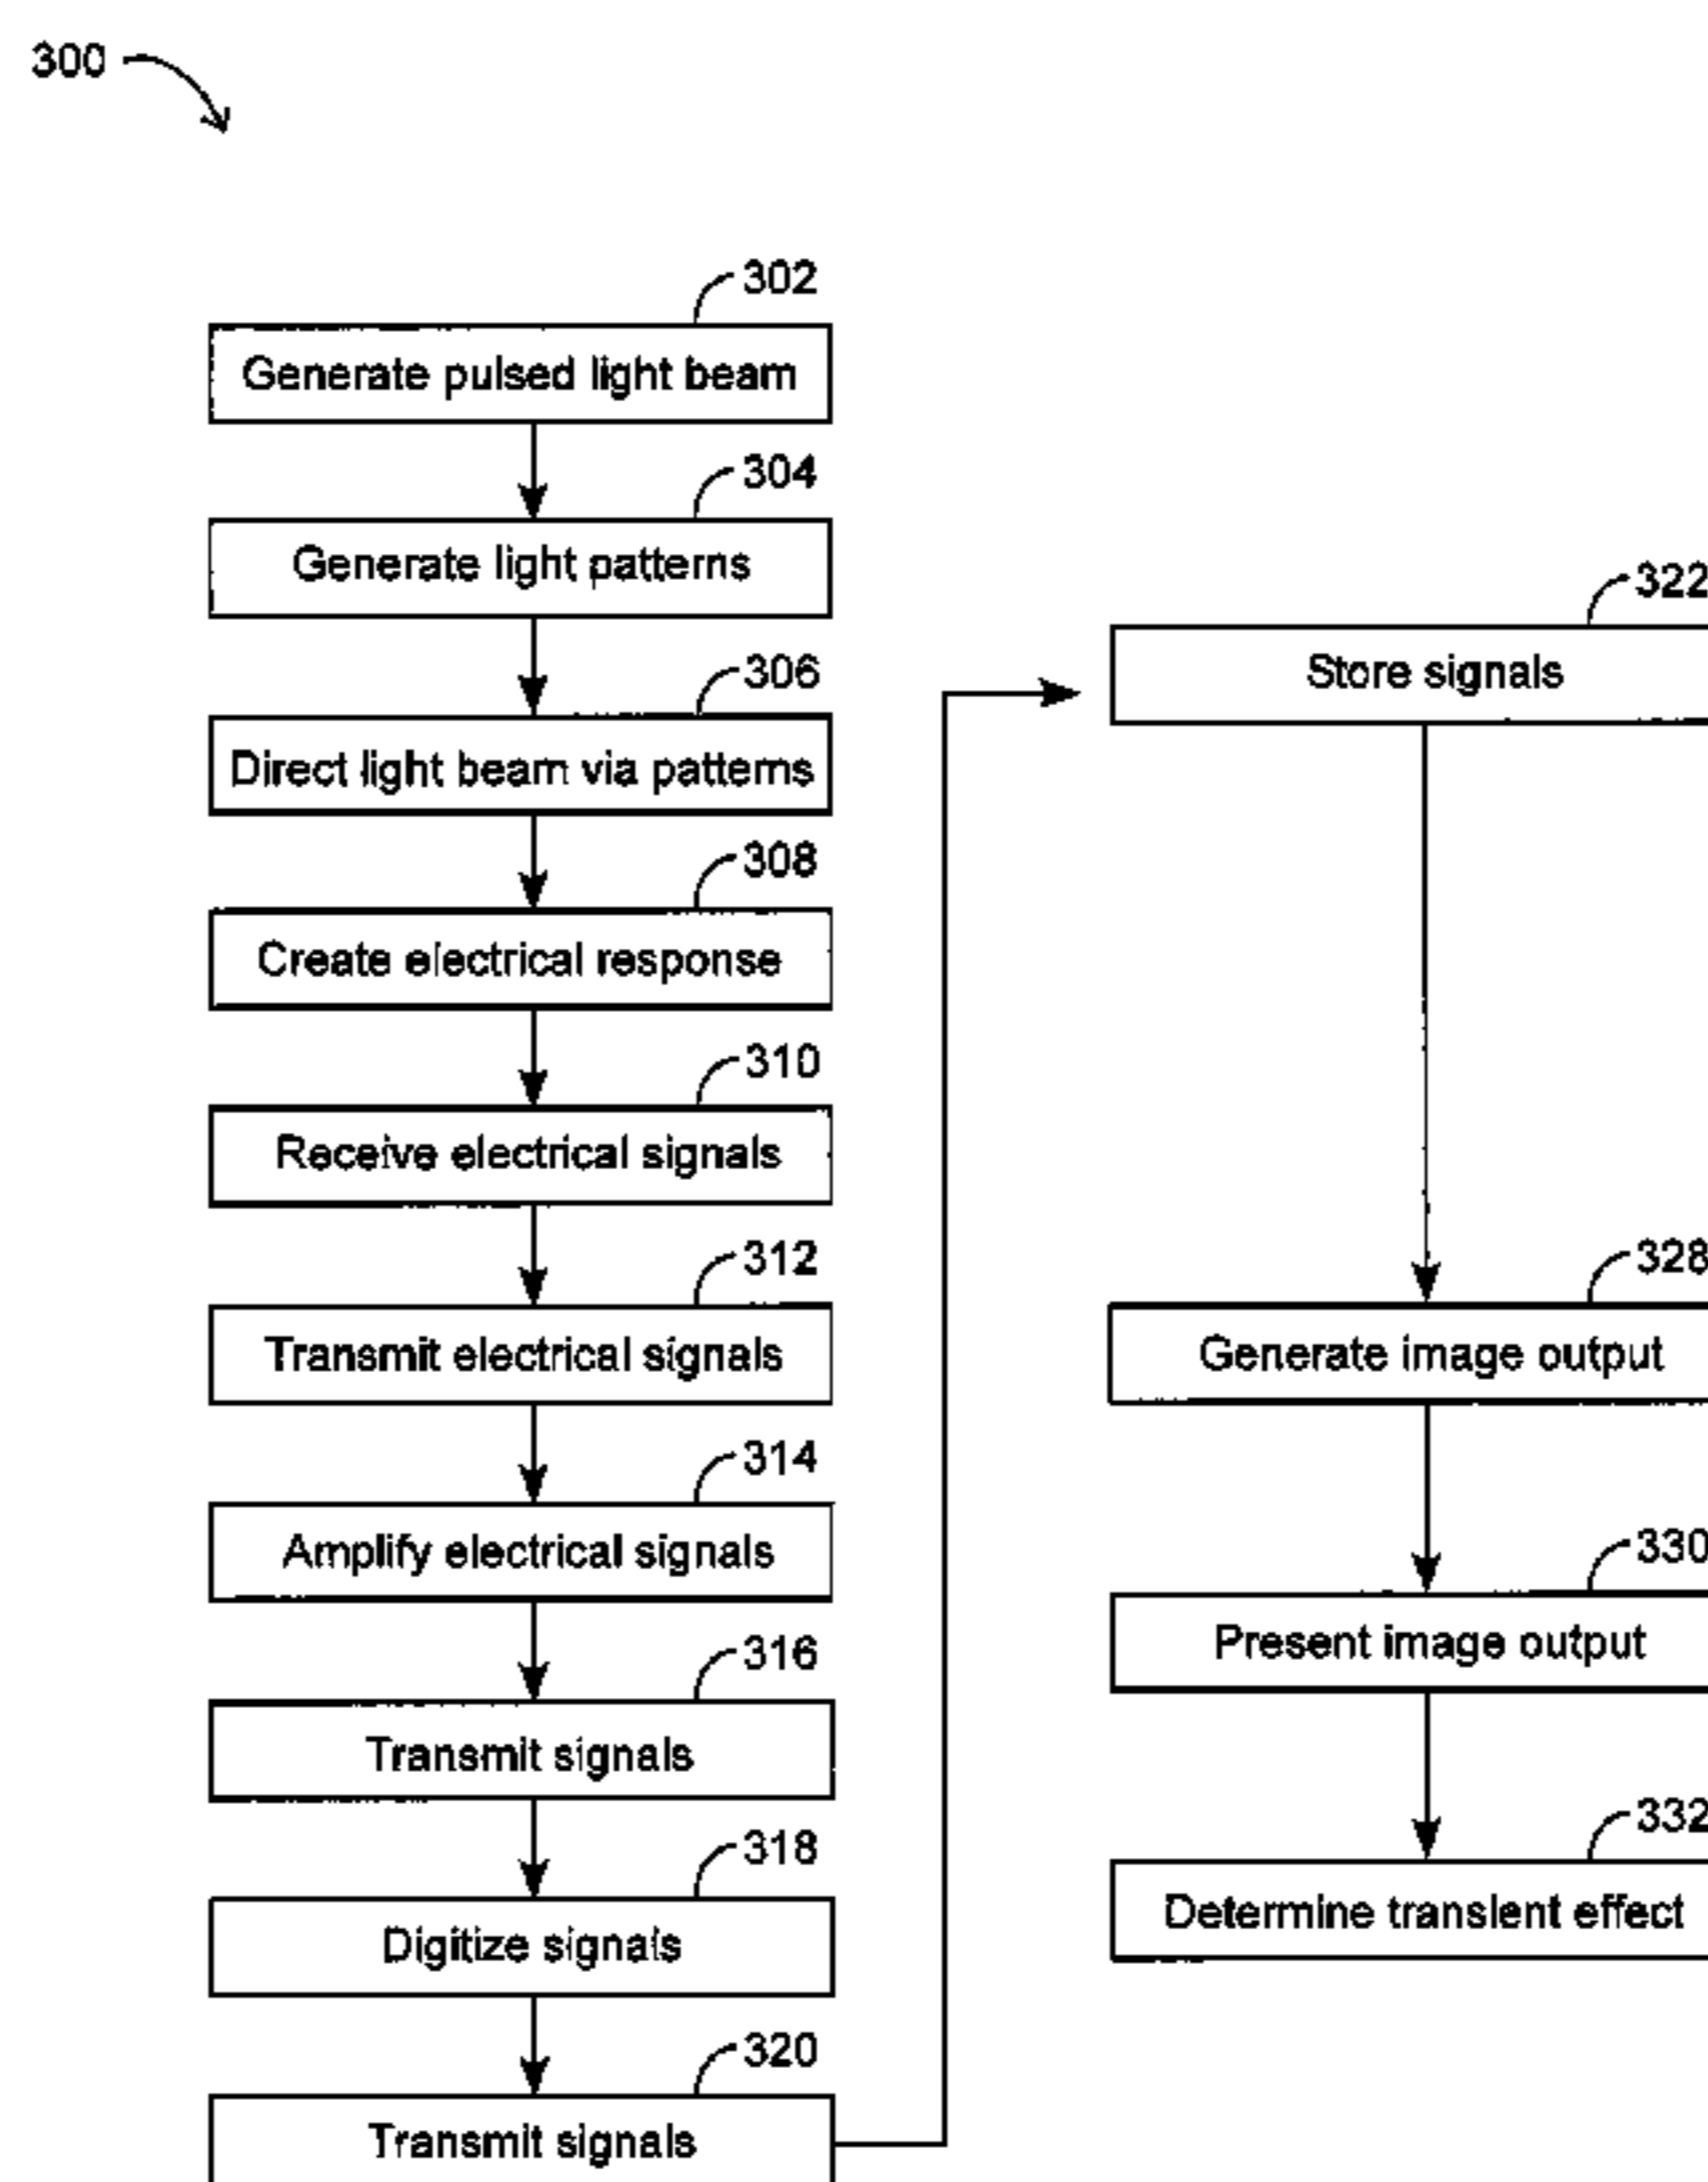 300
302
Generate pulsed light beam
304
Generate light patterns
306
Direct light beam via patterns
308
Create electrical response
310
Receive electrical signals
312
Transmit electrical signals
314
Amplify electrical signals
316
Transmit signals
318
Digitize signals
320
Transmit signals
322
Store signals
328
Generate image output
330
Present image output
332
Determine transient effect